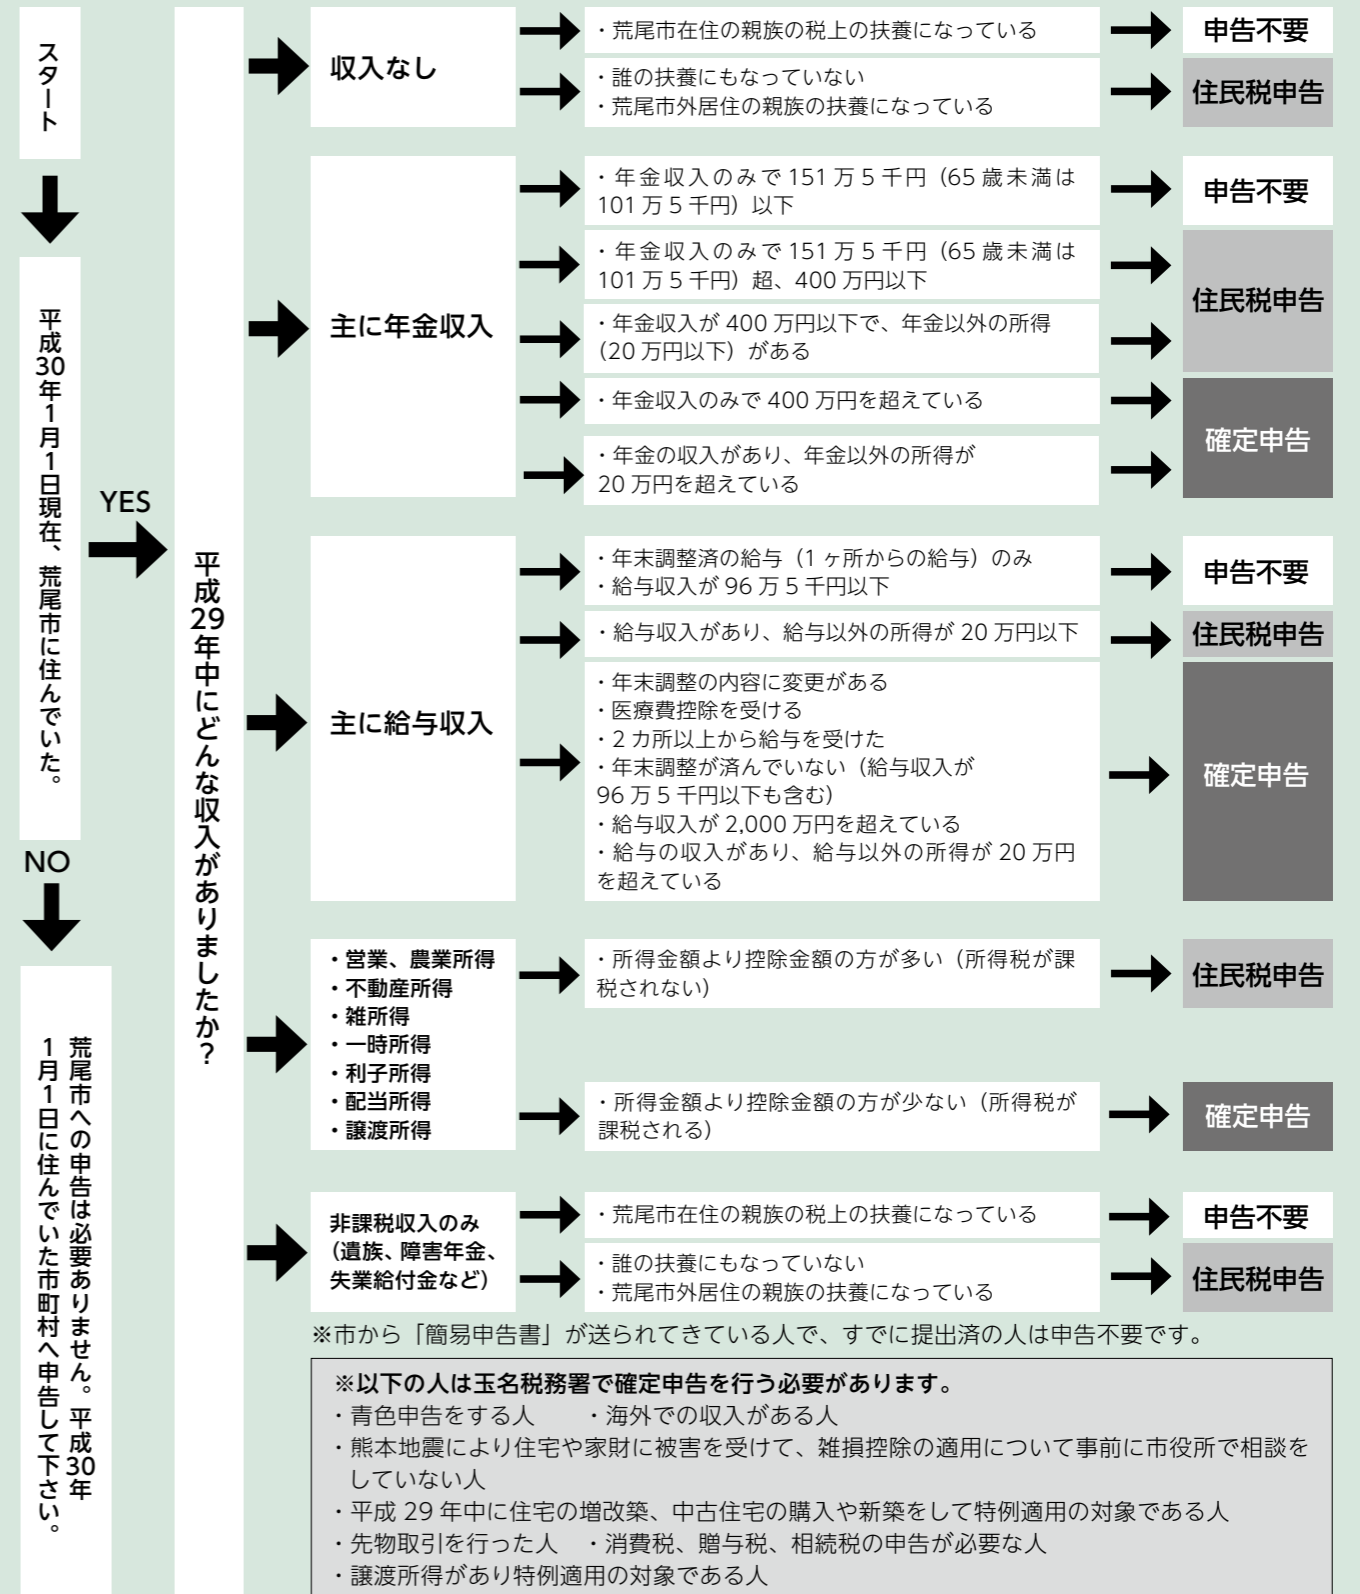 スタート
平成30年1月1日現在、荒尾市に住んでいた。
YES
NO
荒尾市への申告は必要ありません。平成30年
1月1日に住んでいた市町村へ申告して下さい。
平成29年中にどんな収入がありましたか？
収入なし
・荒尾市在住の親族の税上の扶養になっている
申告不要
・誰の扶養にもなっていない
・荒尾市外居住の親族の扶養になっている
住民税申告
主に年金収入
・年金収入のみで 151 万 5 千円（65 歳未満は
101 万 5 千円）以下
申告不要
・年金収入のみで 151 万 5 千円（65 歳未満は
101 万 5 千円）超、400 万円以下
・年金収入が 400 万円以下で、年金以外の所得
（20 万円以下）がある
住民税申告
・年金収入のみで 400 万円を超えている
・年金の収入があり、年金以外の所得が
20 万円を超えている
確定申告
主に給与収入
・年末調整済の給与（1 ヶ所からの給与）のみ
・給与収入が 96 万 5 千円以下
申告不要
・給与収入があり、給与以外の所得が 20 万円以下
住民税申告
・年末調整の内容に変更がある
・医療費控除を受ける
・2 カ所以上から給与を受けた
・年末調整が済んでいない（給与収入が
96 万 5 千円以下も含む）
・給与収入が 2,000 万円を超えている
・給与の収入があり、給与以外の所得が 20 万円
を超えている
確定申告
・営業、農業所得
・不動産所得
・雑所得
・一時所得
・利子所得
・配当所得
・譲渡所得
・所得金額より控除金額の方が多い（所得税が課
税されない）
住民税申告
・所得金額より控除金額の方が少ない（所得税が
課税される）
確定申告
非課税収入のみ
（遺族、障害年金、
失業給付金など）
・荒尾市在住の親族の税上の扶養になっている
申告不要
・誰の扶養にもなっていない
・荒尾市外居住の親族の扶養になっている
住民税申告
※市から「簡易申告書」が送られてきている人で、すでに提出済の人は申告不要です。
※以下の人は玉名税務署で確定申告を行う必要があります。
・青色申告をする人　・海外での収入がある人
・熊本地震により住宅や家財に被害を受けて、雑損控除の適用について事前に市役所で相談を
していない人
・平成 29 年中に住宅の増改築、中古住宅の購入や新築をして特例適用の対象である人
・先物取引を行った人　・消費税、贈与税、相続税の申告が必要な人
・譲渡所得があり特例適用の対象である人